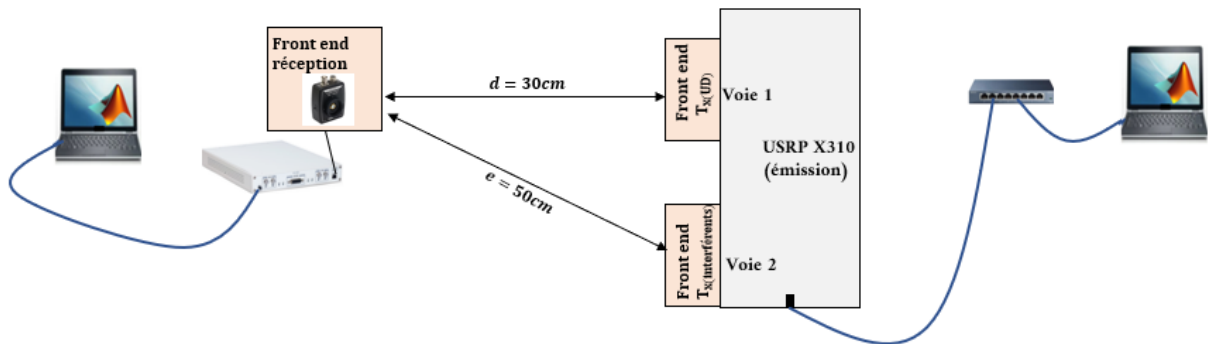 Front end
réception
d = 30cm
e = 50cm
Front end
TX(UD)
Voie 1
USRP X310
(émission)
Front end
TX(Interférents)
Voie 2